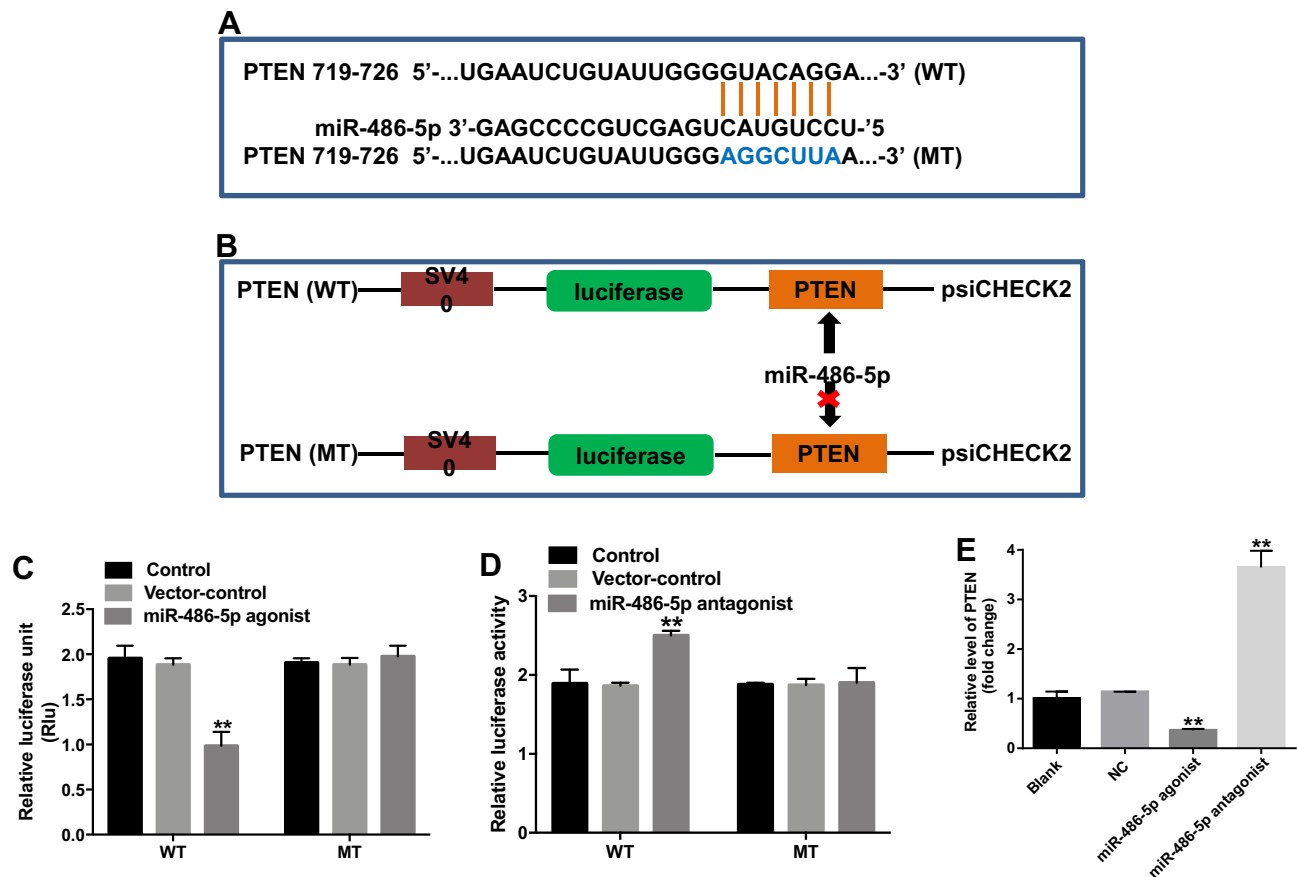 A
PTEN 719-726 5’-...UGAAUCUGUAUUGGGGUACAGGA...-3’ (WT)
miR-486-5p 3’-GAGCCCCGUCGAGUCAUGUCCU-’5
PTEN 719-726 5’-...UGAAUCUGUAUUGGGAGGCUUAA...-3’ (MT)
B
PTEN (WT) SV4 luciferase PTEN psiCHECK2
0
miR-486-5p
PTEN (MT) SV4 luciferase PTEN psiCHECK2
0
C
Control
Vector-control
miR-486-5p agonist
Relative luciferase unit
(Rlu)
2.5
2.0
1.5
1.0
0.5
0.0
**
WT MT
D
Control
Vector-control
miR-486-5p antagonist
Relative luciferase activity
3
2
1
0
**
WT MT
E
Relative level of PTEN
(fold change)
4
3
2
1
0
**
**
Blank
NC
miR-486-5p agonist
miR-486-5p antagonist